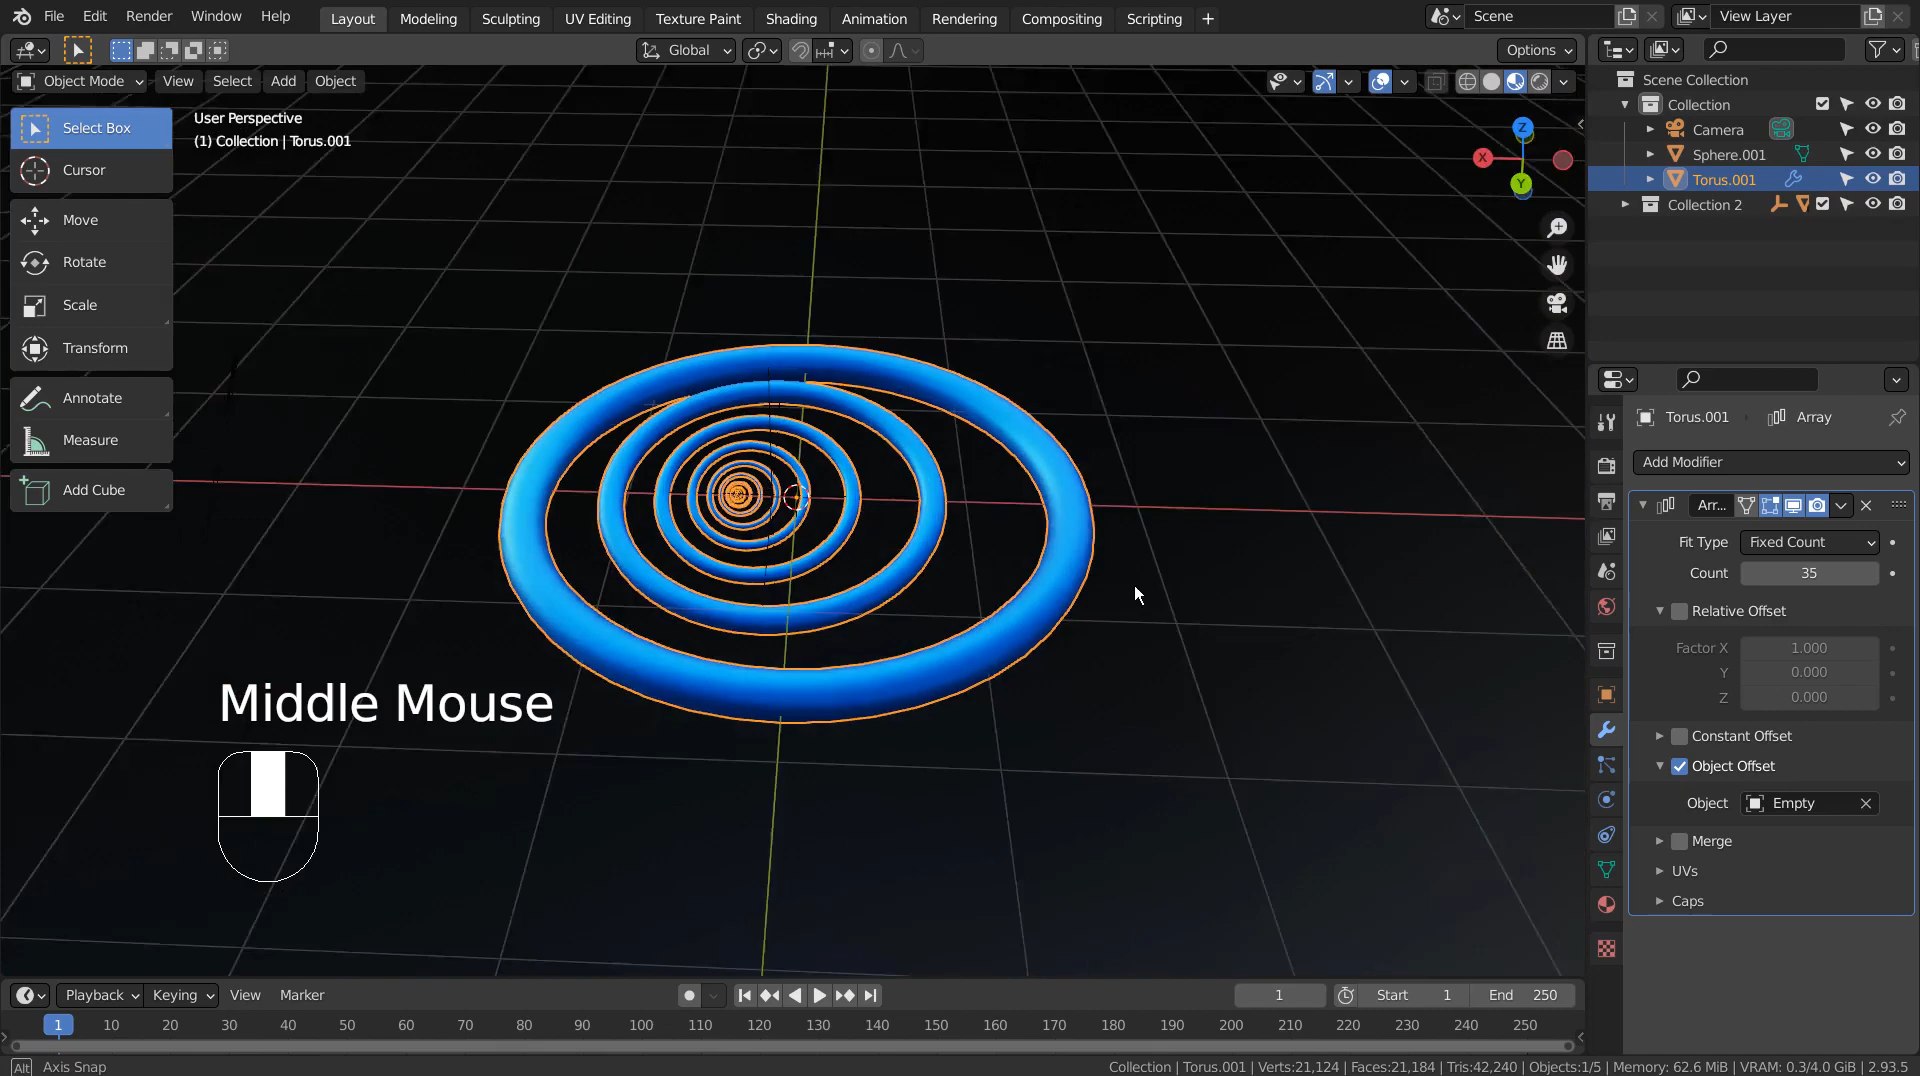 File Edit Render Window Help Layout Modeling Sculpting UV Editing Texture Paint Shading Animation Rendering Compositing Scripting + Scene View Layer
Global Options
Object Mode View Select Add Object
Select Box
Cursor
Move
Rotate
Scale
Transform
Annotate
Measure
Add Cube
User Perspective
(1) Collection | Torus.001
Z
X
Y
Middle Mouse
Scene Collection
Collection
Camera
Sphere.001
Torus.001
Collection 2
Torus.001 Array
Add Modifier
Arr...
Fit Type Fixed Count
Count 35
Relative Offset
Factor X 1.000
Y 0.000
Z 0.000
Constant Offset
Object Offset
Object Empty
Merge
UVs
Caps
Playback Keying View Marker 1 Start 1 End 250
1 10 20 30 40 50 60 70 80 90 100 110 120 130 140 150 160 170 180 190 200 210 220 230 240 250
Alt Axis Snap
Collection | Torus.001 | Verts:21,124 | Faces:21,184 | Tris:42,240 | Objects:1/5 | Memory: 62.6 MiB | VRAM: 0.3/4.0 GiB | 2.93.5